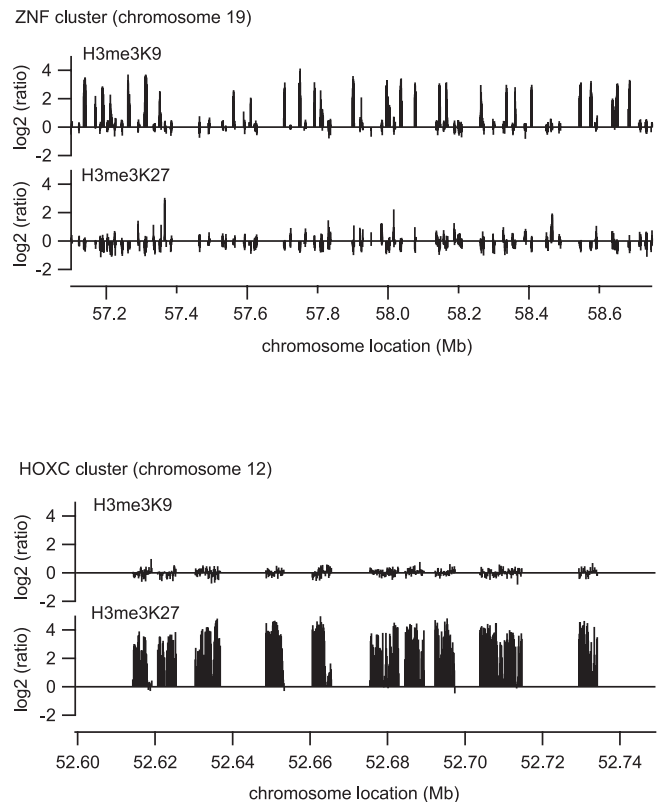 ZNF cluster (chromosome 19)
H3me3K9
log2 (ratio)
4
2
0
-2
H3me3K27
log2 (ratio)
4
2
0
-2
57.2 57.4 57.6 57.8 58.0 58.2 58.4 58.6
chromosome location (Mb)
HOXC cluster (chromosome 12)
H3me3K9
log2 (ratio)
4
2
0
-2
H3me3K27
log2 (ratio)
4
2
0
-2
52.60 52.62 52.64 52.66 52.68 52.70 52.72 52.74
chromosome location (Mb)